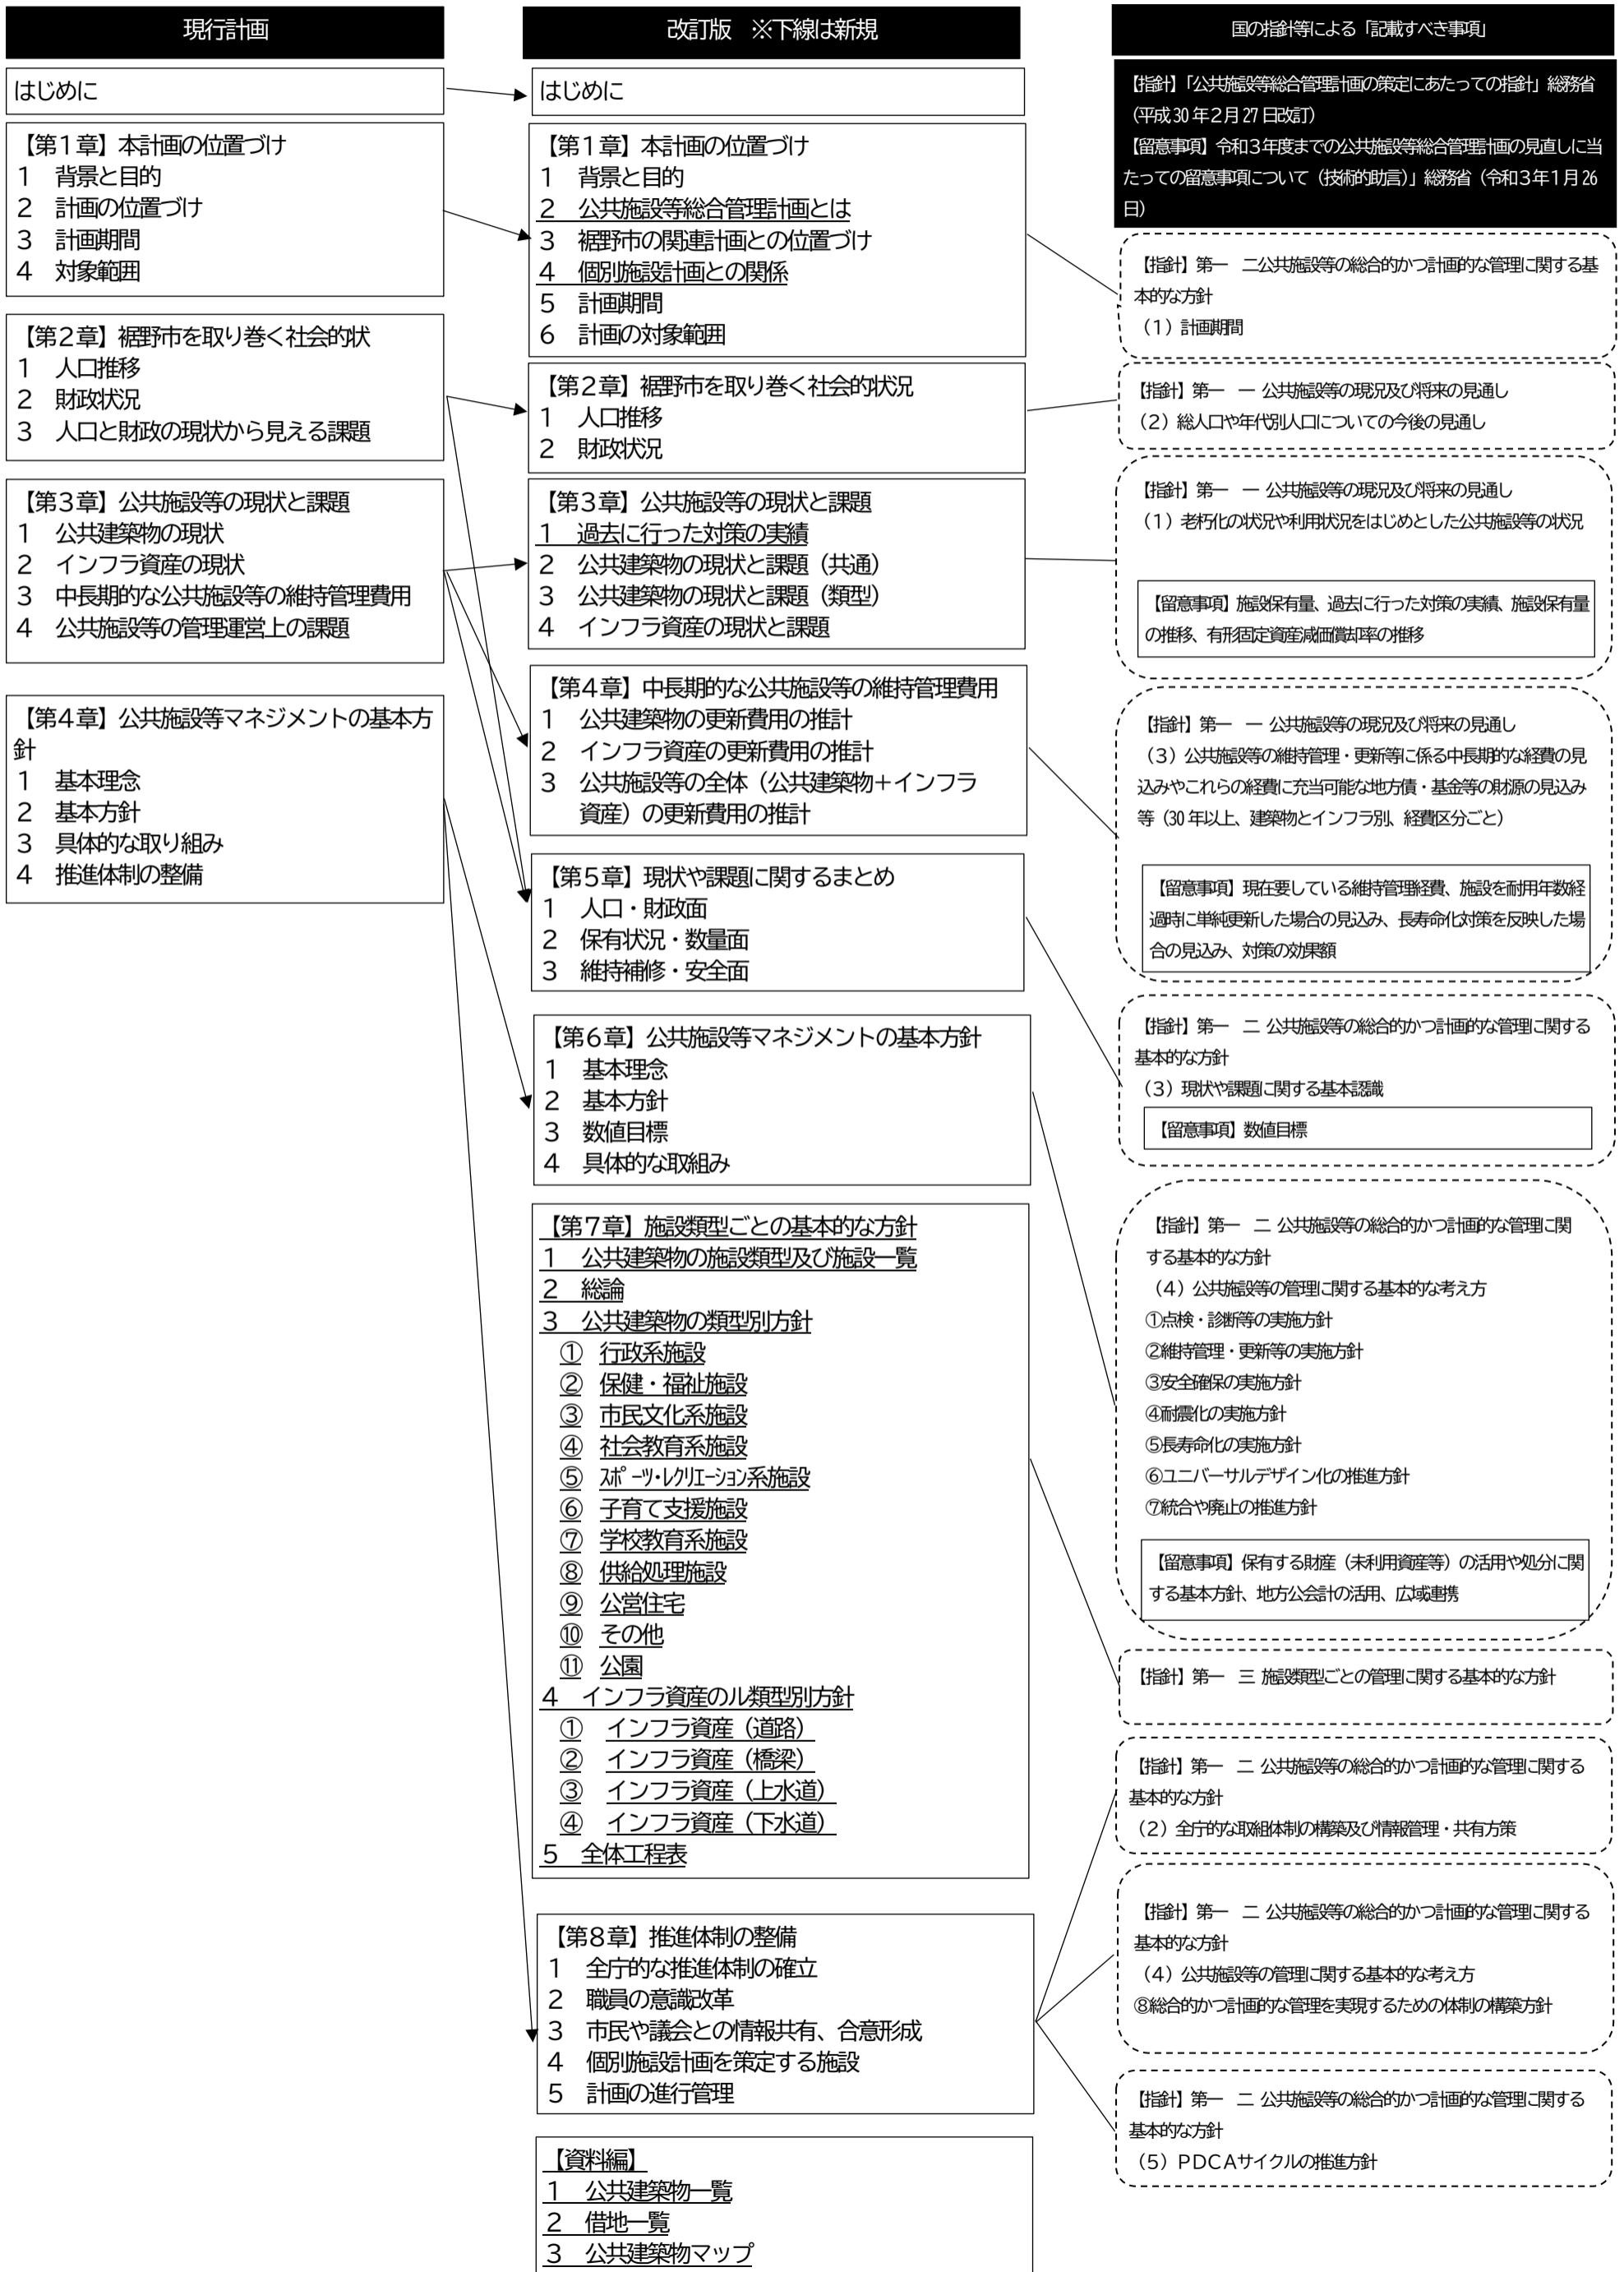 現行計画
はじめに
【第１章】本計画の位置づけ
１　背景と目的
２　計画の位置づけ
３　計画期間
４　対象範囲
【第２章】裾野市を取り巻く社会的状
１　人口推移
２　財政状況
３　人口と財政の現状から見える課題
【第３章】公共施設等の現状と課題
１　公共建築物の現状
２　インフラ資産の現状
３　中長期的な公共施設等の維持管理費用
４　公共施設等の管理運営上の課題
【第４章】公共施設等マネジメントの基本方
針
１　基本理念
２　基本方針
３　具体的な取り組み
４　推進体制の整備
改訂版　※下線は新規
はじめに
【第１章】本計画の位置づけ
１　背景と目的
２　公共施設等総合管理計画とは
３　裾野市の関連計画との位置づけ
４　個別施設計画との関係
５　計画期間
６　計画の対象範囲
【第２章】裾野市を取り巻く社会的状況
１　人口推移
２　財政状況
【第３章】公共施設等の現状と課題
１　過去に行った対策の実績
２　公共建築物の現状と課題（共通）
３　公共建築物の現状と課題（類型）
４　インフラ資産の現状と課題
【第４章】中長期的な公共施設等の維持管理費用
１　公共建築物の更新費用の推計
２　インフラ資産の更新費用の推計
３　公共施設等の全体（公共建築物＋インフラ
資産）の更新費用の推計
【第５章】現状や課題に関するまとめ
１　人口・財政面
２　保有状況・数量面
３　維持補修・安全面
【第６章】公共施設等マネジメントの基本方針
１　基本理念
２　基本方針
３　数値目標
４　具体的な取組み
【第７章】施設類型ごとの基本的な方針
１　公共建築物の施設類型及び施設一覧
２　総論
３　公共建築物の類型別方針
①　行政系施設
②　保健・福祉施設
③　市民文化系施設
④　社会教育系施設
⑤　ｽﾎﾟｰﾂ・ﾚｸﾘｴｰｼｮﾝ系施設
⑥　子育て支援施設
⑦　学校教育系施設
⑧　供給処理施設
⑨　公営住宅
⑩　その他
⑪　公園
４　インフラ資産のル類型別方針
①　インフラ資産（道路）
②　インフラ資産（橋梁）
③　インフラ資産（上水道）
④　インフラ資産（下水道）
５　全体工程表
【第８章】推進体制の整備
１　全庁的な推進体制の確立
２　職員の意識改革
３　市民や議会との情報共有、合意形成
４　個別施設計画を策定する施設
５　計画の進行管理
【資料編】
１　公共建築物一覧
２　借地一覧
３　公共建築物マップ
国の指針等による「記載すべき事項」
【指針】「公共施設等総合管理計画の策定にあたっての指針」総務省
（平成30年２月27日改訂）
【留意事項】令和３年度までの公共施設等総合管理計画の見直しに当
たっての留意事項について（技術的助言）」総務省（令和３年１月26
日）
【指針】第一　二公共施設等の総合的かつ計画的な管理に関する基
本的な方針
（１）計画期間
【指針】第一　一 公共施設等の現況及び将来の見通し
（２）総人口や年代別人口についての今後の見通し
【指針】第一　一 公共施設等の現況及び将来の見通し
（１）老朽化の状況や利用状況をはじめとした公共施設等の状況
【留意事項】施設保有量、過去に行った対策の実績、施設保有量
の推移、有形固定資産減価償却率の推移
【指針】第一　一 公共施設等の現況及び将来の見通し
（３）公共施設等の維持管理・更新等に係る中長期的な経費の見
込みやこれらの経費に充当可能な地方債・基金等の財源の見込み
等（30年以上、建築物とインフラ別、経費区分ごと）
【留意事項】現在要している維持管理経費、施設を耐用年数経
過時に単純更新した場合の見込み、長寿命化対策を反映した場
合の見込み、対策の効果額
【指針】第一　二 公共施設等の総合的かつ計画的な管理に関する
基本的な方針
（３）現状や課題に関する基本認識
【留意事項】数値目標
【指針】第一　二 公共施設等の総合的かつ計画的な管理に関
する基本的な方針
（４）公共施設等の管理に関する基本的な考え方
①点検・診断等の実施方針
②維持管理・更新等の実施方針
③安全確保の実施方針
④耐震化の実施方針
⑤長寿命化の実施方針
⑥ユニバーサルデザイン化の推進方針
⑦統合や廃止の推進方針
【留意事項】保有する財産（未利用資産等）の活用や処分に関
する基本方針、地方公会計の活用、広域連携
【指針】第一　三 施設類型ごとの管理に関する基本的な方針
【指針】第一　二 公共施設等の総合的かつ計画的な管理に関する
基本的な方針
（２）全庁的な取組体制の構築及び情報管理・共有方策
【指針】第一　二 公共施設等の総合的かつ計画的な管理に関する
基本的な方針
（４）公共施設等の管理に関する基本的な考え方
⑧総合的かつ計画的な管理を実現するための体制の構築方針
【指針】第一　二 公共施設等の総合的かつ計画的な管理に関する
基本的な方針
（５）ＰＤＣＡサイクルの推進方針